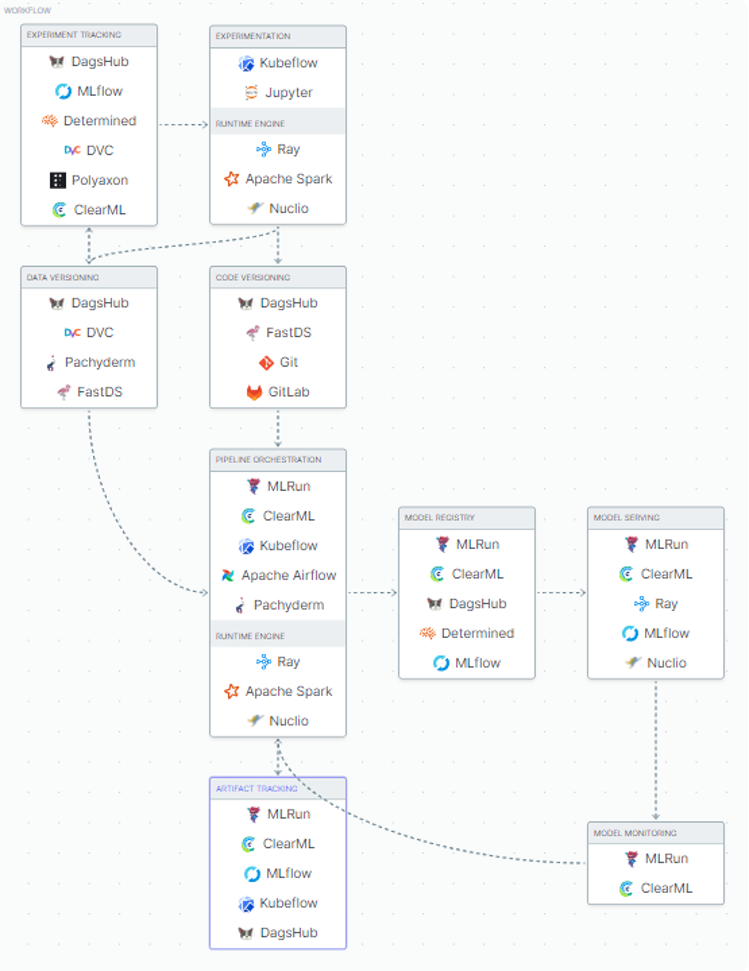 WORKFLOW
EXPERIMENT TRACKING
DagsHub
MLflow
Determined
DVC
Polyaxon
ClearML
EXPERIMENTATION
Kubeflow
Jupyter
RUNTIME ENGINE
Ray
Apache Spark
Nuclio
DATA VERSIONING
DagsHub
DVC DVC
Pachyderm
FastDS
CODE VERSIONING
DagsHub
FastDS
Git
GitLab
PIPELINE ORCHESTRATION
MLRun
ClearML
Kubeflow
Apache Airflow
Pachyderm
RUNTIME ENGINE
Ray
Apache Spark
Nuclio
MODEL REGISTRY
MLRun
ClearML
DagsHub
Determined
MLflow
MODEL SERVING
MLRun
ClearML
Ray
MLflow
Nuclio
ARTIFACT TRACKING
MLRun
ClearML
MLflow
Kubeflow
DagsHub
MODEL MONITORING
MLRun
ClearML